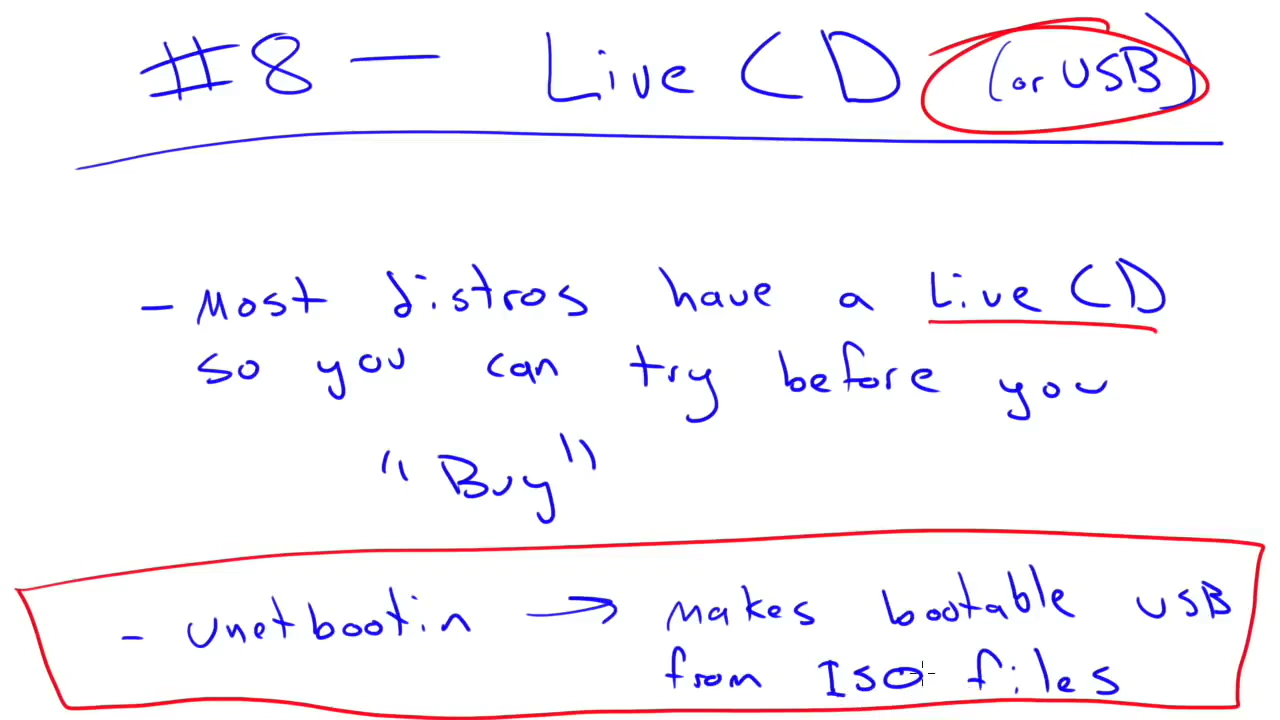 #8 — Live CD (or USB)
- Most distros have a Live CD
so you can try before you
"Buy"
- unetbootin → makes bootable USB
from ISO files